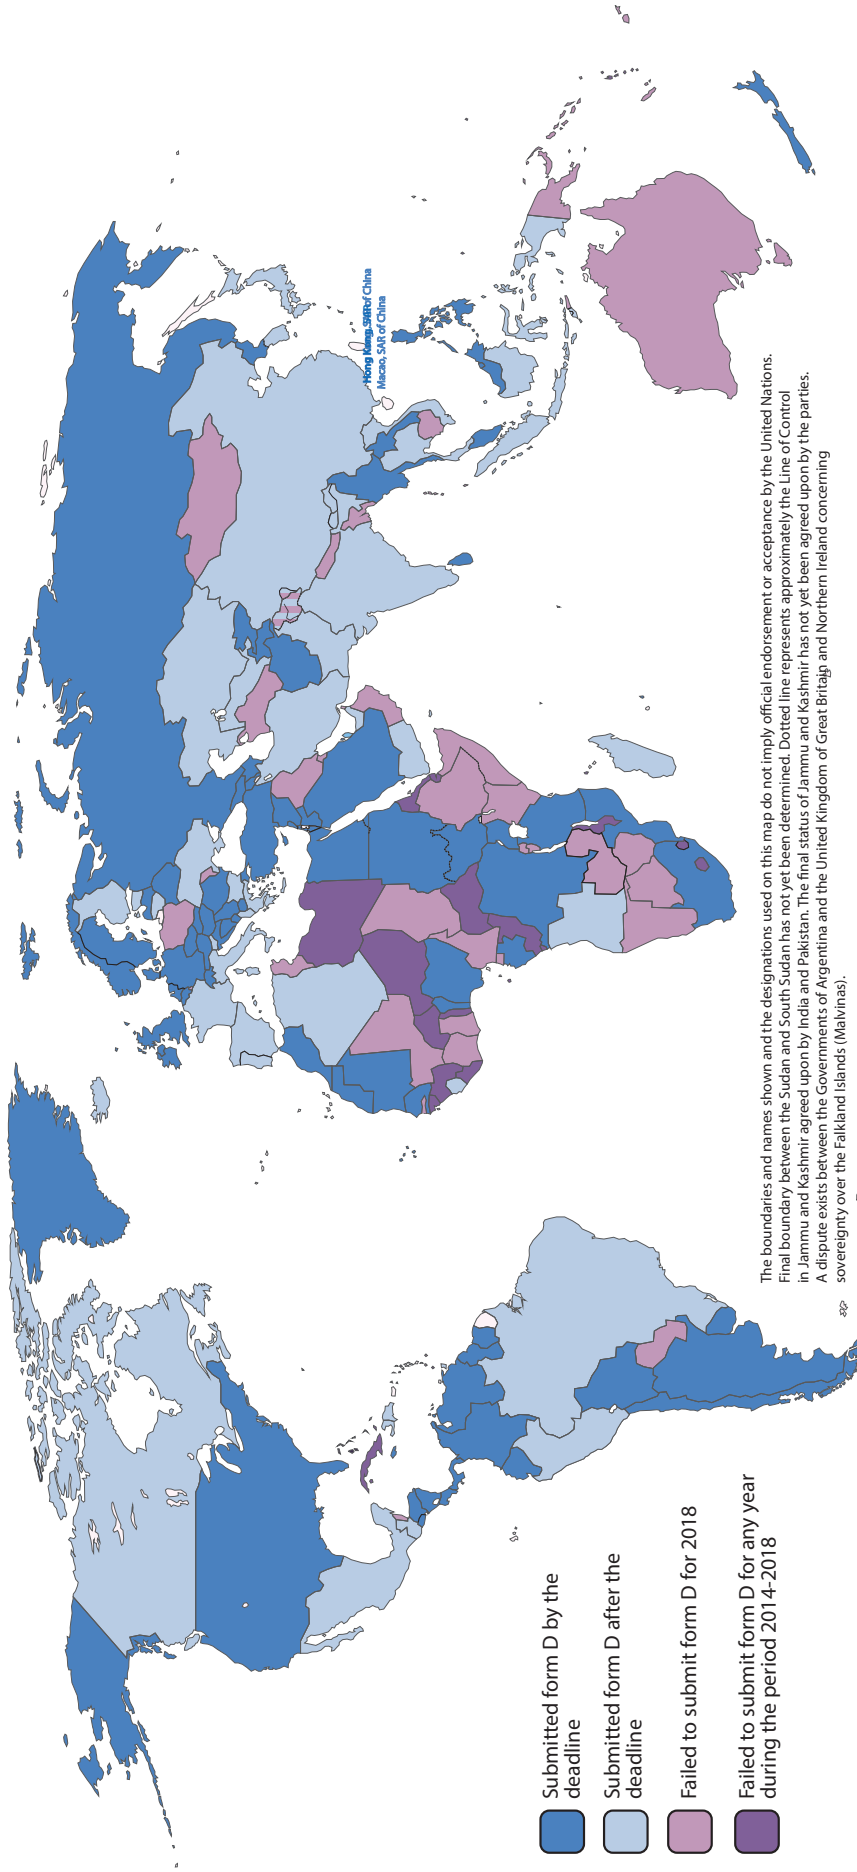 Hong Kong, SAR of China
Macao, SAR of China
Submitted form D by the
deadline
Submitted form D after the
deadline
Failed to submit form D for 2018
Failed to submit form D for any year
during the period 2014-2018
The boundaries and names shown and the designations used on this map do not imply official endorsement or acceptance by the United Nations.
Final boundary between the Sudan and South Sudan has not yet been determined. Dotted line represents approximately the Line of Control
in Jammu and Kashmir agreed upon by India and Pakistan. The final status of Jammu and Kashmir has not yet been agreed upon by the parties.
A dispute exists between the Governments of Argentina and the United Kingdom of Great Britain and Northern Ireland concerning
sovereignty over the Falkland Islands (Malvinas).